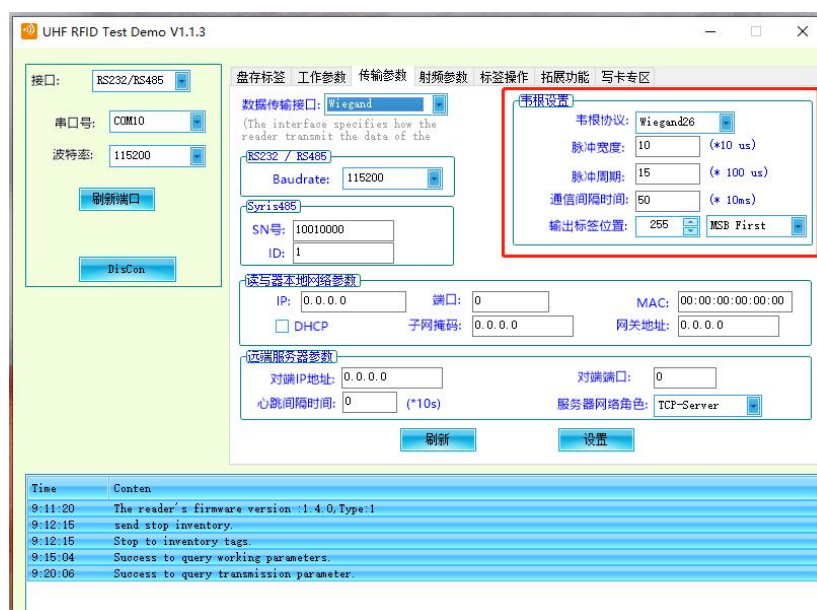 UHF RFID Test Demo V1.1.3
接口: RS232/RS485
串口号: COM10
波特率: 115200
刷新端口
DisCon
盘存标签 工作参数 传输参数 射频参数 标签操作 拓展功能 写卡专区
数据传输接口: Wiegand
(The interface specifies how the
reader transmit the data of the
RS232 / RS485
Baudrate: 115200
Syris485
SN号: 10010000
ID: 1
韦根设置
韦根协议: Wiegand26
脉冲宽度: 10 (*10 us)
脉冲周期: 15 (* 100 us)
通信间隔时间: 50 (* 10ms)
输出标签位置: 255 MSB First
读写器本地网络参数
IP: 0.0.0.0 端口: 0 MAC: 00:00:00:00:00:00
DHCP 子网掩码: 0.0.0.0 网关地址: 0.0.0.0
远端服务器参数
对端IP地址: 0.0.0.0 对端端口: 0
心跳间隔时间: 0 (*10s) 服务器网络角色: TCP-Server
刷新 设置
Time Conten
9:11:20 The reader's firmware version :1.4.0,Type:1
9:12:15 send stop inventory.
9:12:15 Stop to inventory tags.
9:15:04 Success to query working parameters.
9:20:06 Success to query transmission parameter.